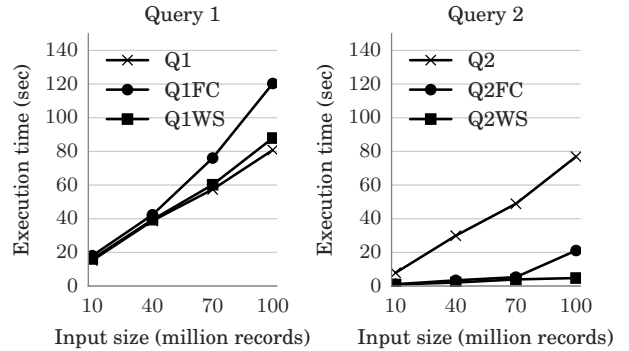 Query 1
Execution time (sec)
140
120
100
80
60
40
20
0
Q1
Q1FC
Q1WS
10 40 70 100
Input size (million records)
Query 2
Execution time (sec)
140
120
100
80
60
40
20
0
Q2
Q2FC
Q2WS
10 40 70 100
Input size (million records)